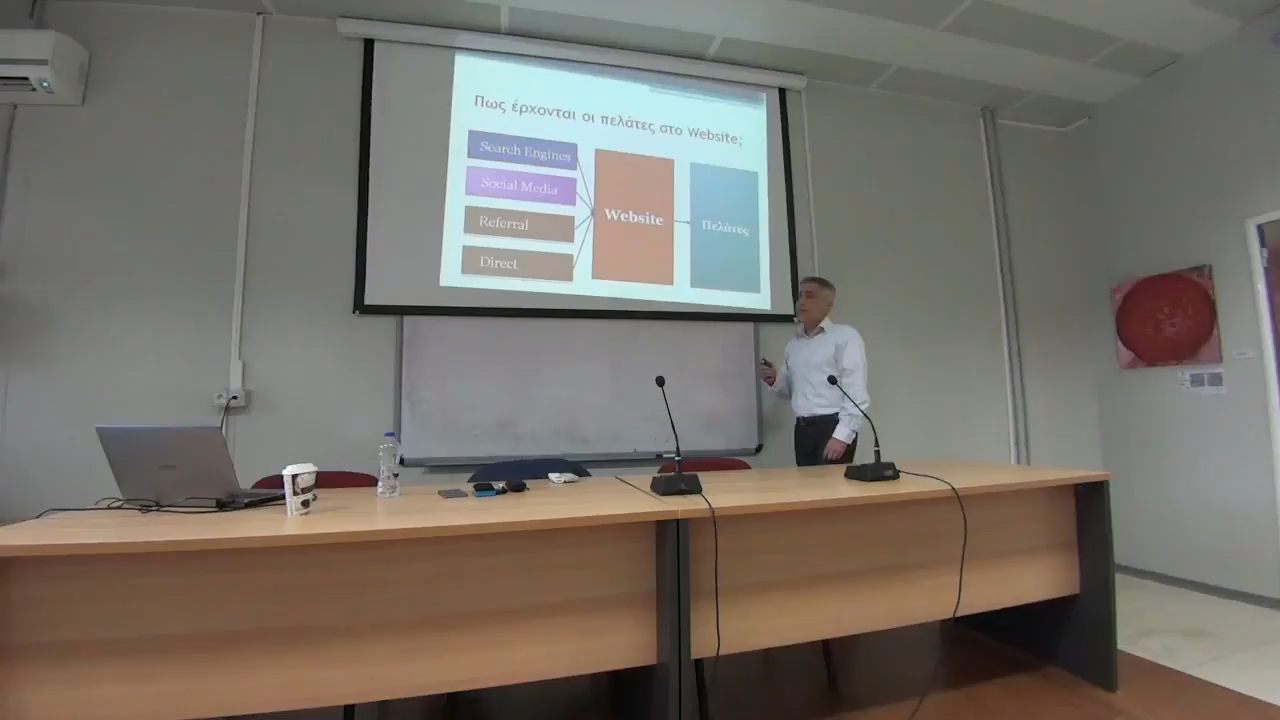 Πως έρχονται οι πελάτες στο Website;
Search Engines
Social Media
Referral
Direct
Website
Πελάτες